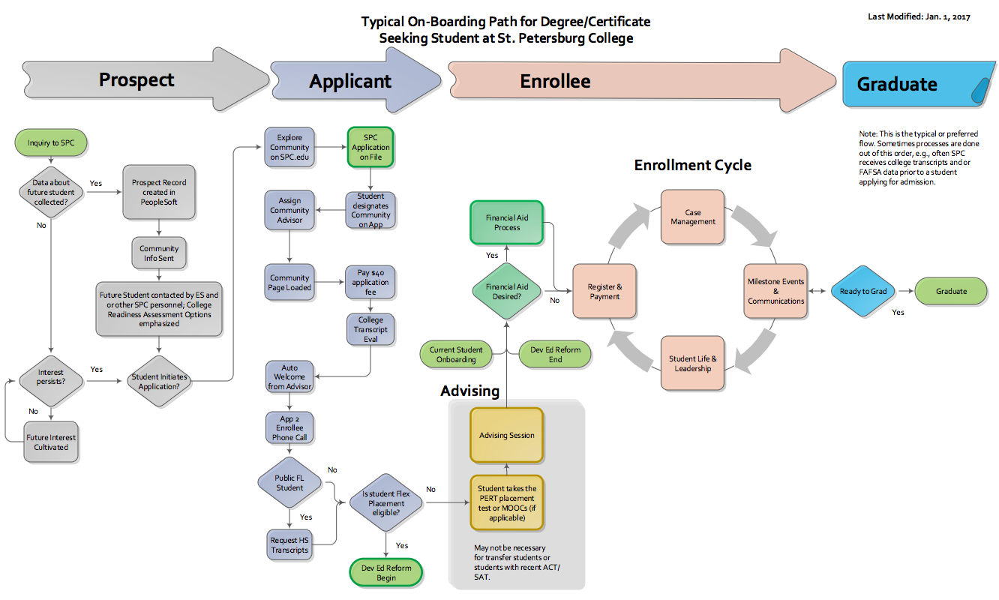 Typical On-Boarding Path for Degree/Certificate
Seeking Student at St. Petersburg College
Last Modified: Jan. 1, 2017
Prospect
Applicant
Enrollee
Graduate
Note: This is the typical or preferred
flow. Sometimes processes are done
out of this order, e.g., often SPC
receives college transcripts and or
FAFSA data prior to a student
applying for admission.
Inquiry to SPC
Data about
future student
collected?
Yes
No
Prospect Record
created in
PeopleSoft
Community
Info Sent
Future Student contacted by ES and
or other SPC personnel; College
Readiness Assessment Options
emphasized
Interest
persists?
Yes
No
Student Initiates
Application?
Future Interest
Cultivated
Explore
Community
on SPC.edu
SPC
Application
on File
Student
designates
Community
on App
Assign
Community
Advisor
Community
Page Loaded
Pay $40
application
fee
College
Transcript
Eval
Auto
Welcome
from Advisor
App 2
Enrollee
Phone Call
Public FL
Student
No
Yes
Request HS
Transcripts
Is student Flex
Placement
eligible?
No
Yes
Dev Ed Reform
Begin
Advising
Advising Session
Student takes the
PERT placement
test or MOOCs (if
applicable)
May not be necessary
for transfer students or
students with recent ACT/
SAT.
Current Student
Onboarding
Dev Ed Reform
End
Financial Aid
Desired?
Yes
No
Financial Aid
Process
Enrollment Cycle
Case
Management
Register &
Payment
Milestone Events
&
Communications
Student Life &
Leadership
Ready to Grad
Yes
Graduate